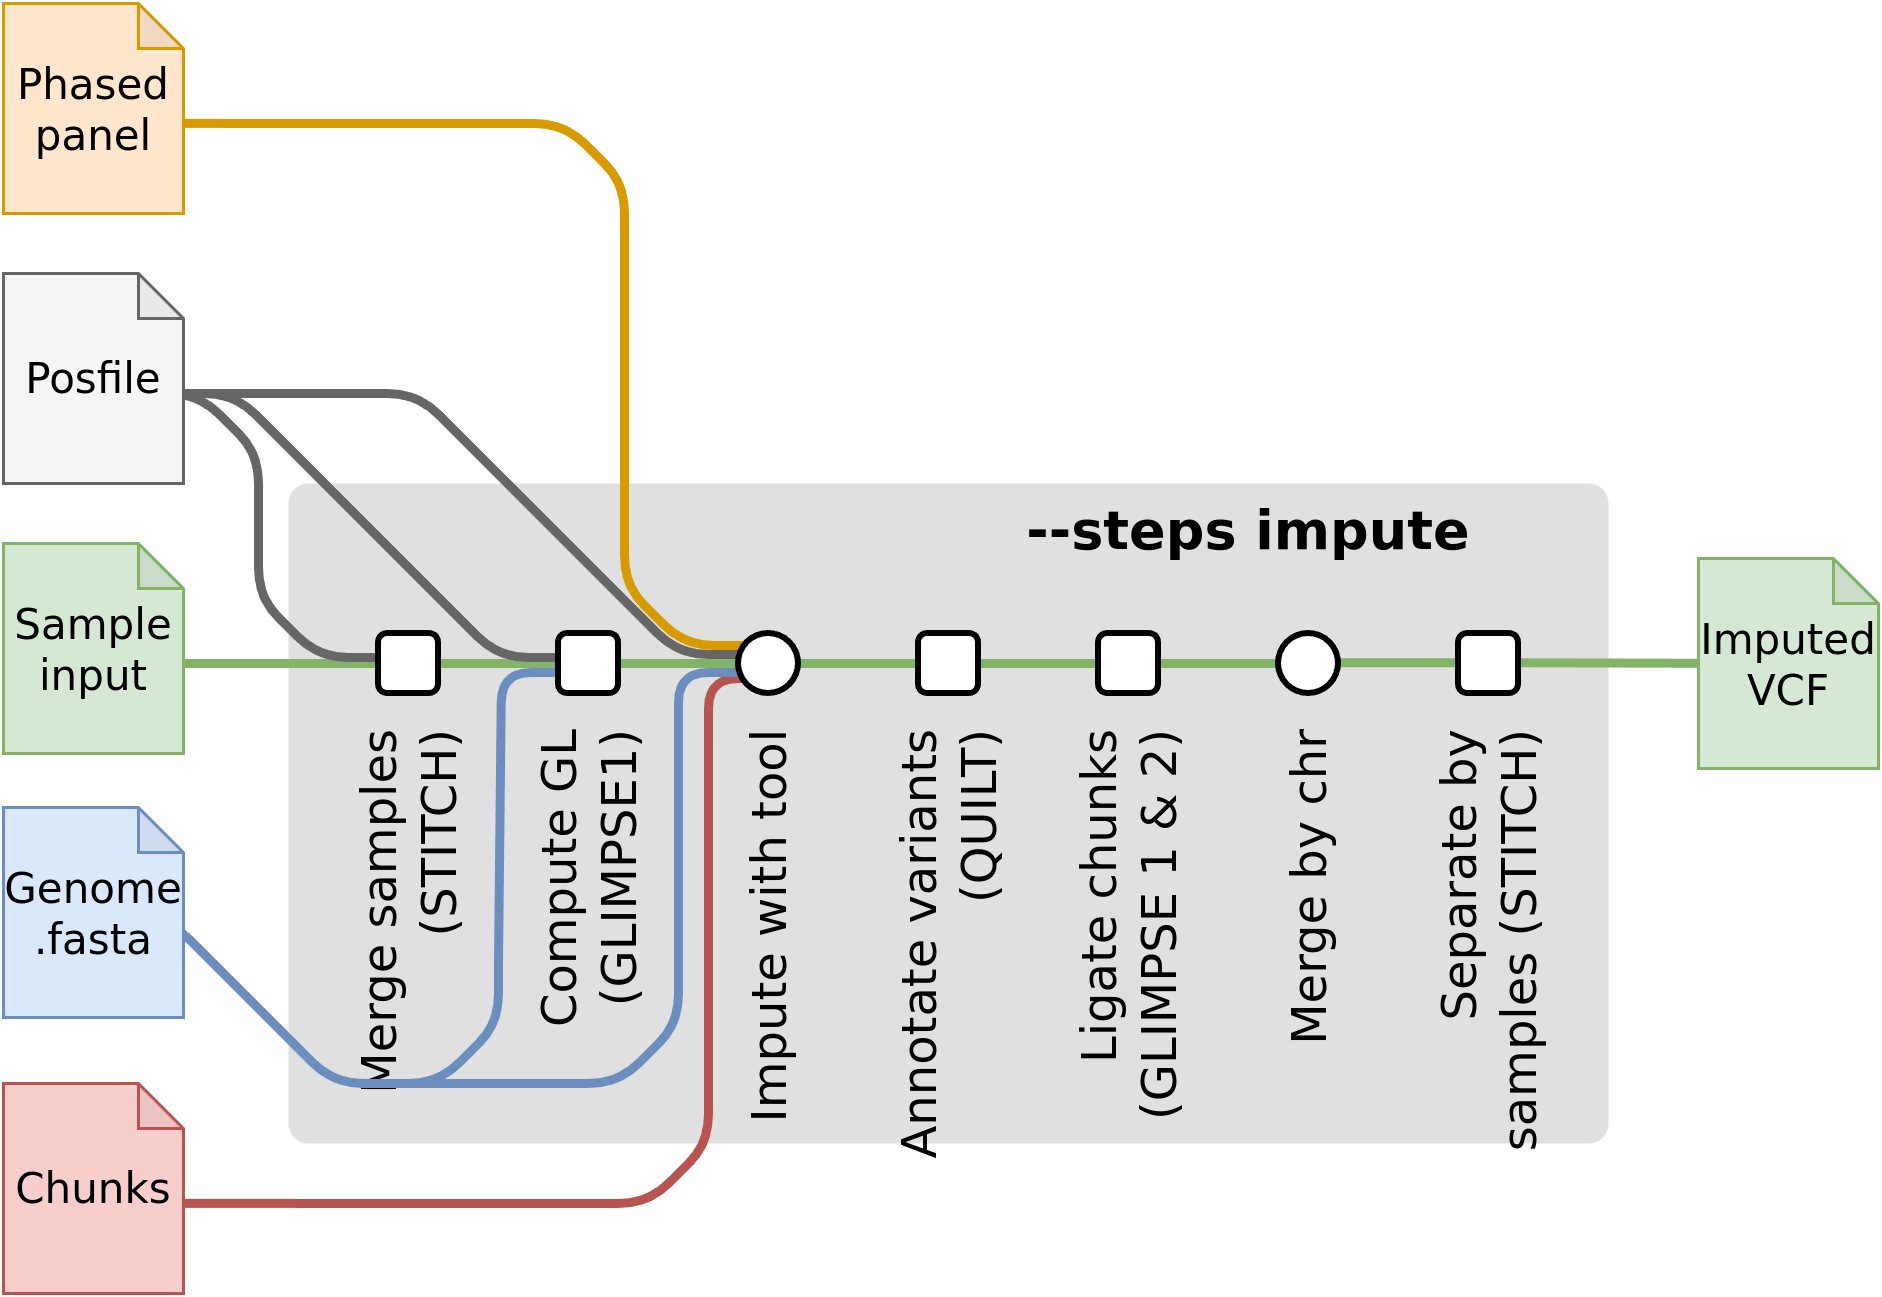 Phased
panel
Posfile
Sample
input
Genome
.fasta
Chunks
--steps impute
Merge samples
(STITCH)
Compute GL
(GLIMPSE1)
Impute with tool
Annotate variants
(QUILT)
Ligate chunks
(GLIMPSE 1 & 2)
Merge by chr
Separate by
samples (STITCH)
Imputed
VCF